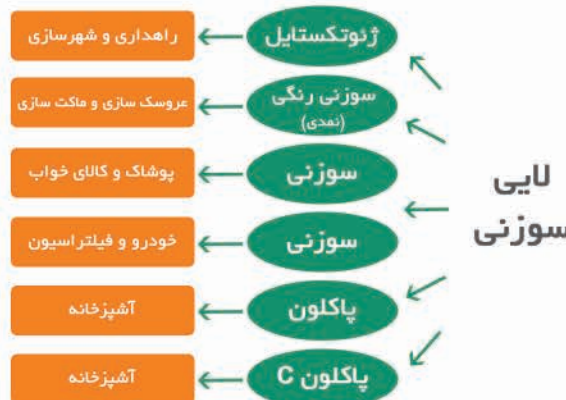 لایی
سوزنی
ژئوتکستایل
راهداری و شهرسازی
سوزنی رنگی
(نمدی)
عروسک سازی و ماکت سازی
سوزنی
پوشاک و کالای خواب
سوزنی
خودرو و فیلتراسیون
پاکلون
آشپزخانه
پاکلون C
آشپزخانه